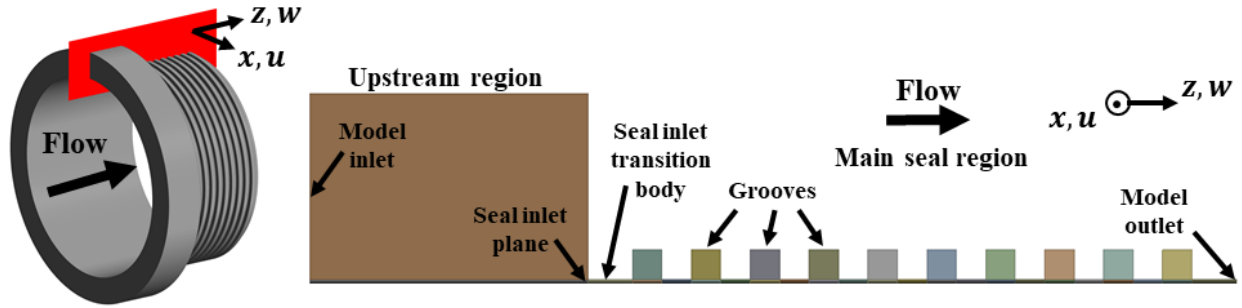 z, w
x, u
Flow
Upstream region
Model
inlet
Seal inlet
plane
Seal inlet
transition
body
Grooves
Flow
Main seal region
z, w
x, u
Model
outlet